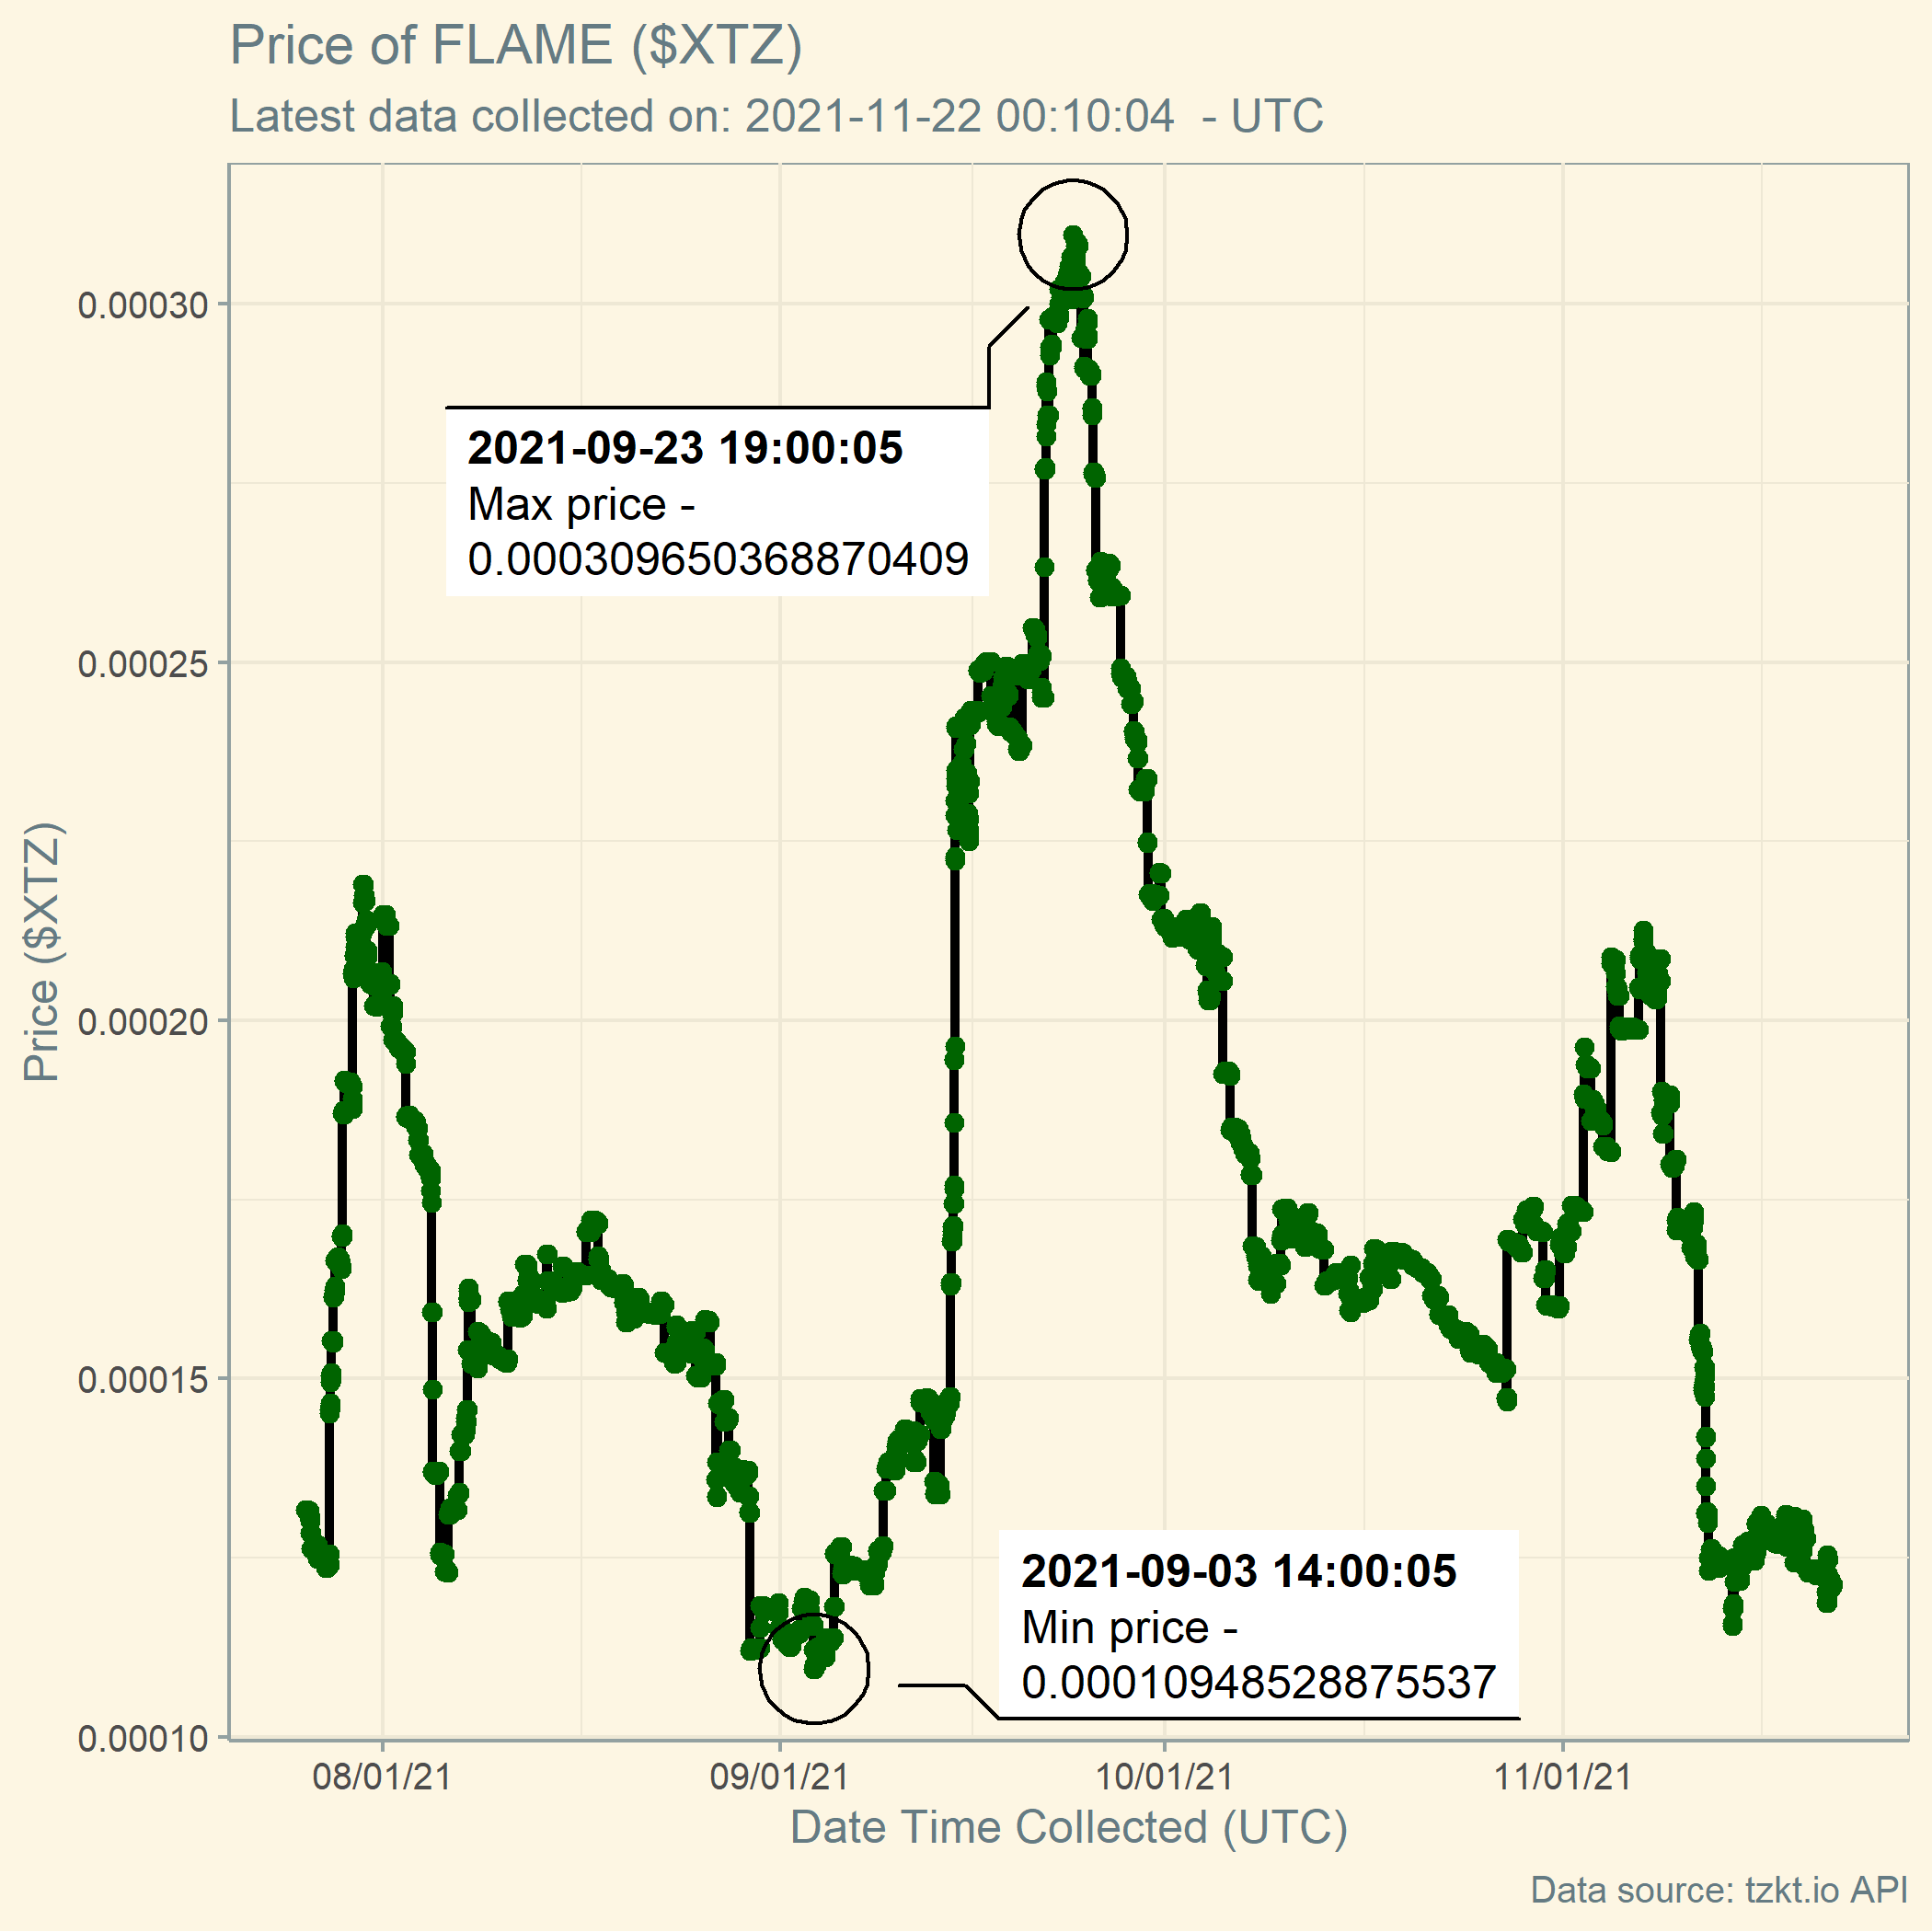 Price of FLAME ($XTZ)
Latest data collected on: 2021-11-22 00:10:04  - UTC
0.00030
2021-09-23 19:00:05
Max price -
0.000309650368870409
0.00025
Price ($XTZ)
0.00020
0.00015
2021-09-03 14:00:05
Min price -
0.000109485288755​37
0.00010
08/01/21
09/01/21
10/01/21
11/01/21
Date Time Collected (UTC)
Data source: tzkt.io API